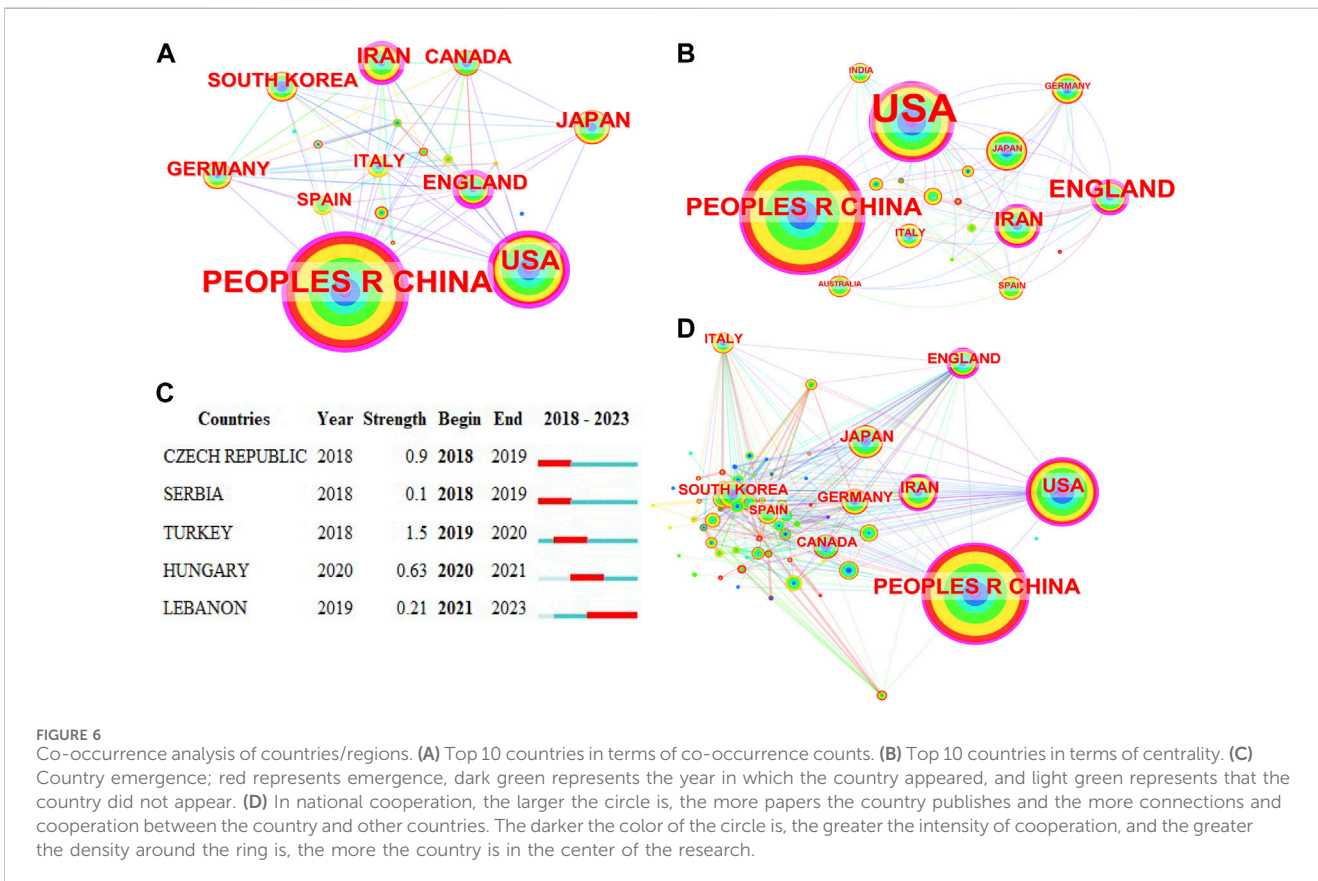 A
IRAN
CANADA
SOUTH KOREA
JAPAN
GERMANY
ITALY
ENGLAND
SPAIN
PEOPLES R CHINA
USA
B
INDIA
USA
GERMANY
JAPAN
PEOPLES R CHINA
ENGLAND
IRAN
ITALY
AUSTRALIA
SPAIN
C
Countries Year Strength Begin End 2018 - 2023
CZECH REPUBLIC 2018 0.9 2018 2019
SERBIA 2018 0.1 2018 2019
TURKEY 2018 1.5 2019 2020
HUNGARY 2020 0.63 2020 2021
LEBANON 2019 0.21 2021 2023
D
ITALY
ENGLAND
JAPAN
SOUTH KOREA
GERMANY
IRAN
USA
SPAIN
CANADA
PEOPLES R CHINA
FIGURE 6
Co-occurrence analysis of countries/regions. (A) Top 10 countries in terms of co-occurrence counts. (B) Top 10 countries in terms of centrality. (C)
Country emergence; red represents emergence, dark green represents the year in which the country appeared, and light green represents that the
country did not appear. (D) In national cooperation, the larger the circle is, the more papers the country publishes and the more connections and
cooperation between the country and other countries. The darker the color of the circle is, the greater the intensity of cooperation, and the greater
the density around the ring is, the more the country is in the center of the research.